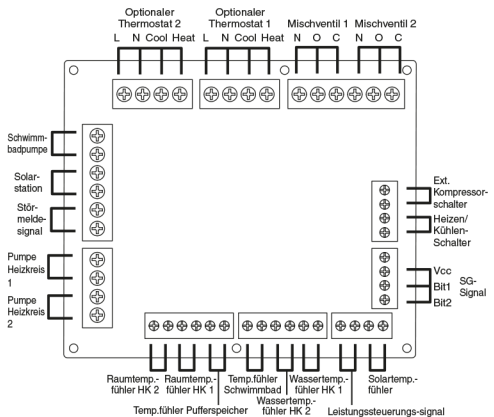 Optionaler
Thermostat 2
L N Cool Heat
Optionaler
Thermostat 1
L N Cool Heat
Mischventil 1
N O C
Mischventil 2
N O C
Schwimm-
badpumpe
Solar-
station
Stör-
melde-
signal
Pumpe
Heizkreis
1
Pumpe
Heizkreis
2
Ext.
Kompressor-
schalter
Heizen/
Kühlen-
Schalter
Vcc
Bit1
Bit2
SG-
Signal
Raumtemp.-
fühler HK 2
Raumtemp.-
fühler HK 1
Temp.fühler Pufferspeicher
Temp.fühler
Schwimmbad
Wassertemp.-
fühler HK 2
Wassertemp.-
fühler HK 1
Leistungssteuerungs-signal
Solartemp.-
fühler